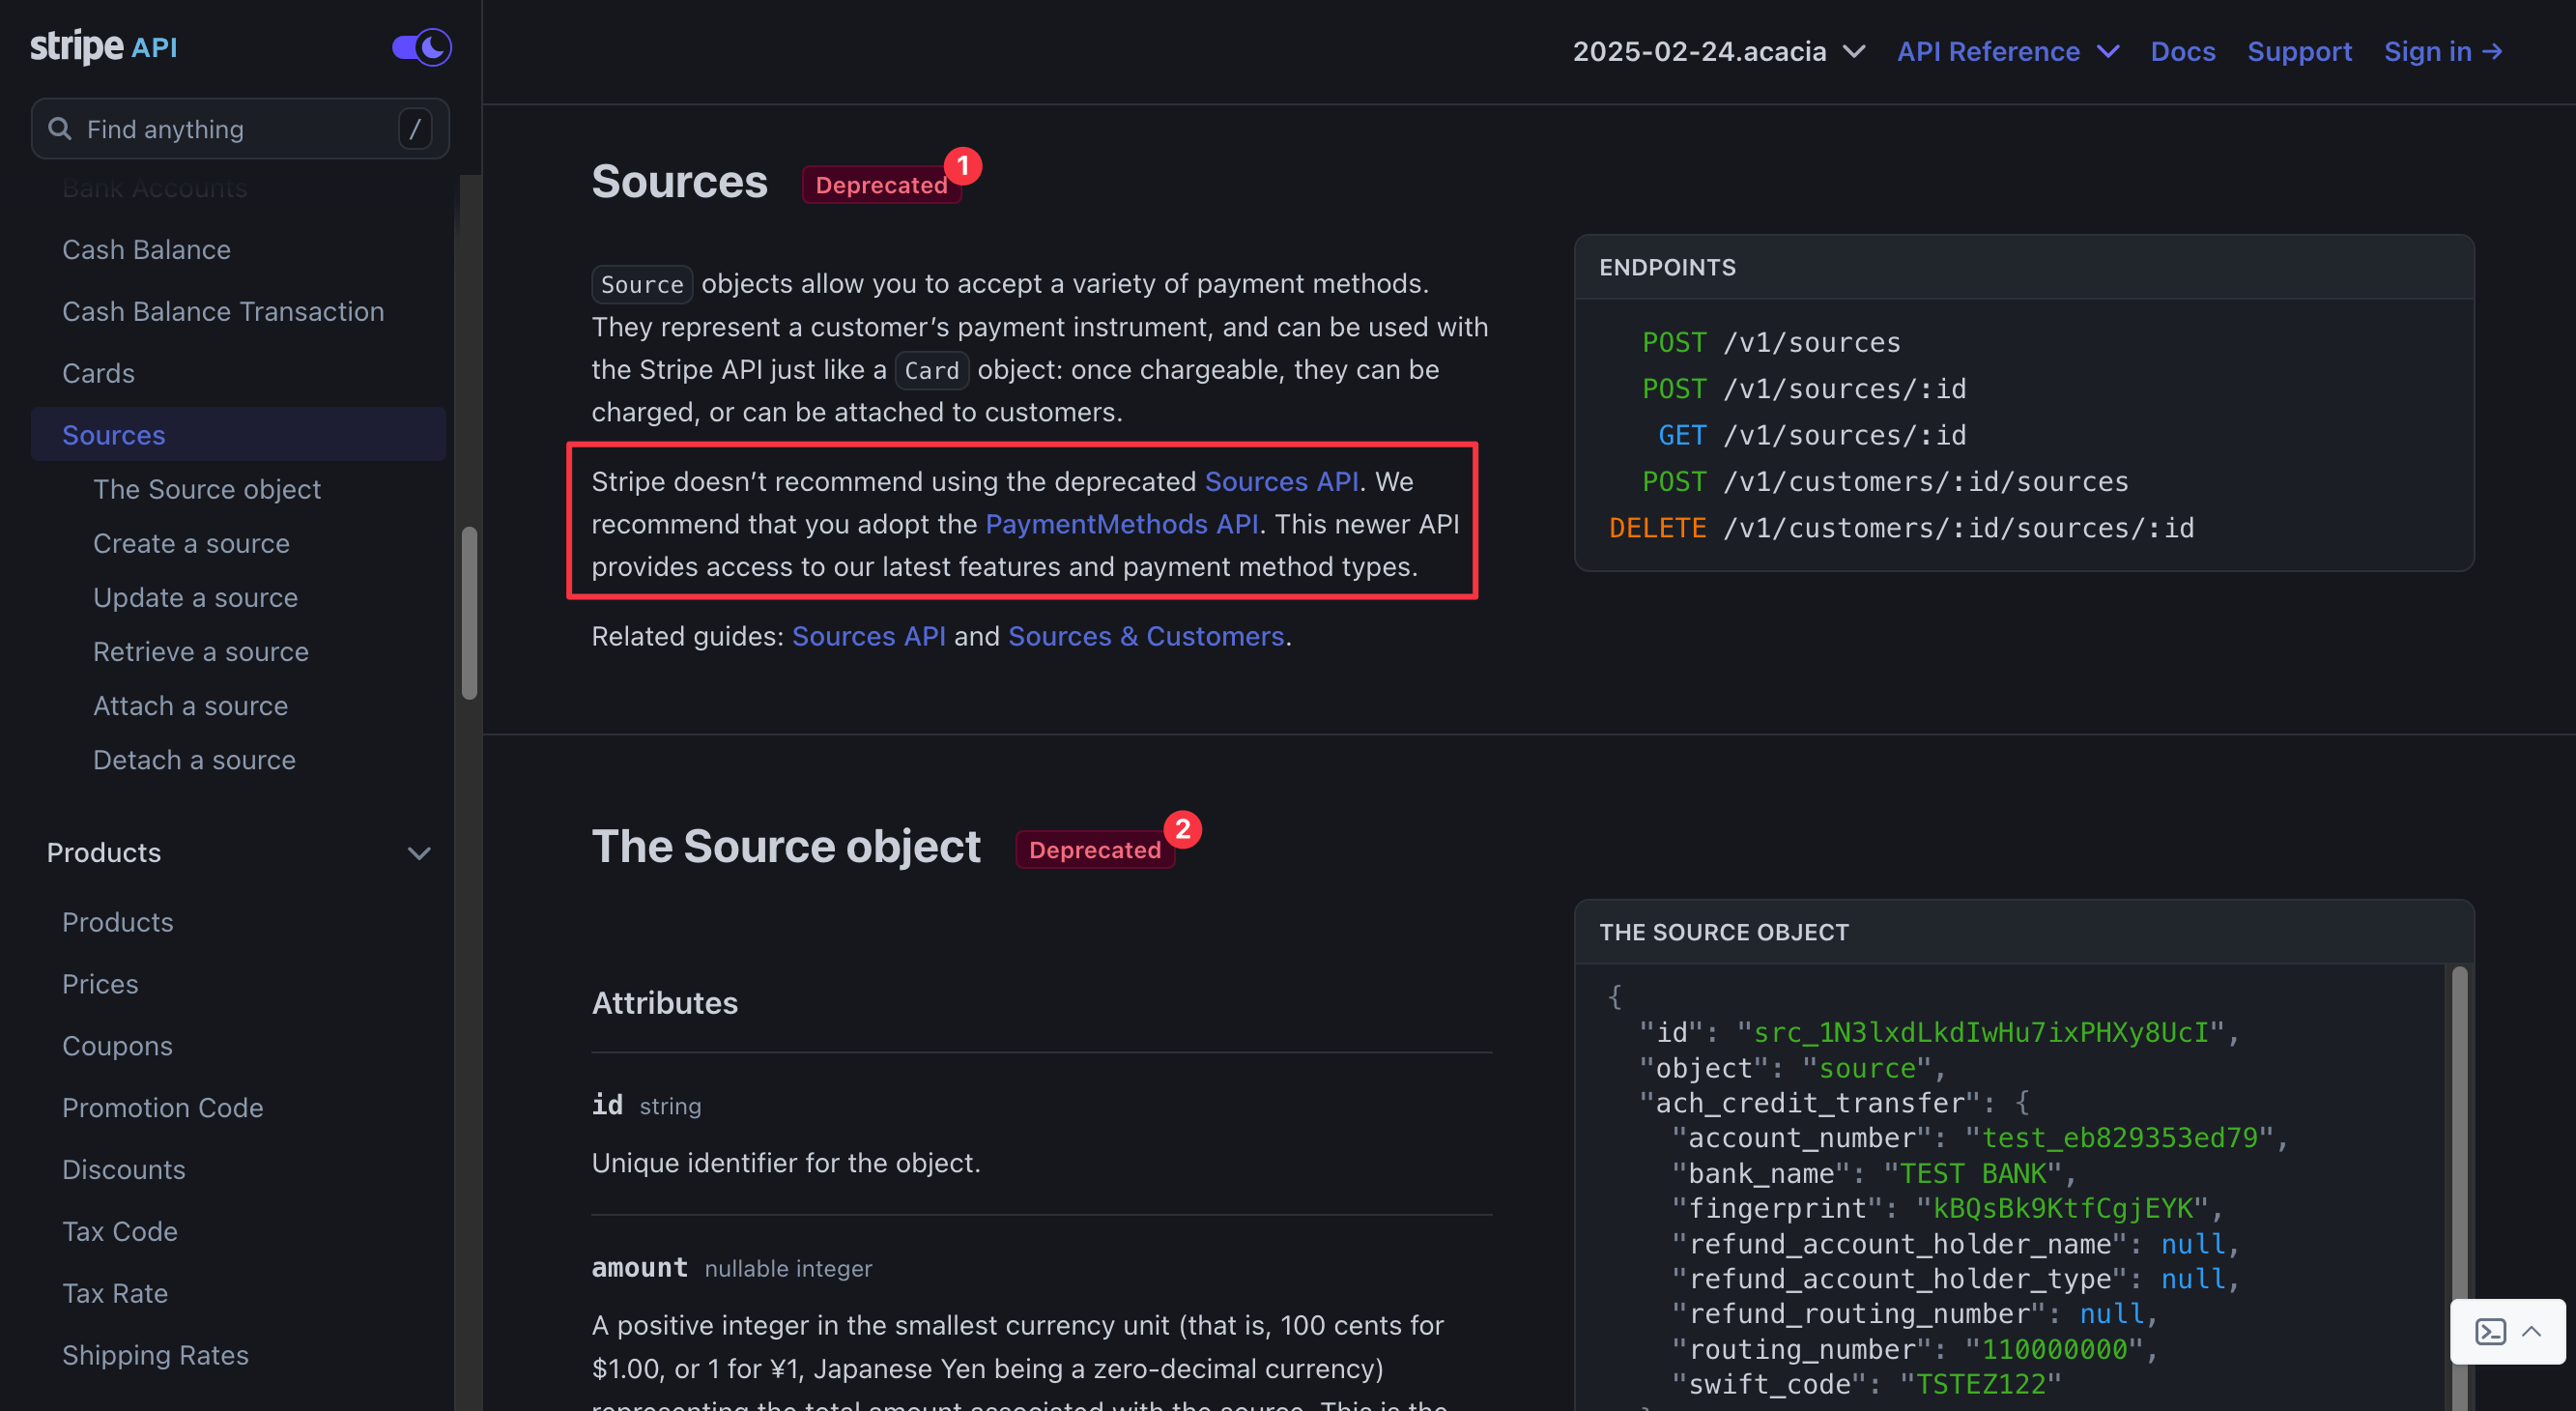 stripe API
Find anything
/
Bank Accounts
Cash Balance
Cash Balance Transaction
Cards
Sources
The Source object
Create a source
Update a source
Retrieve a source
Attach a source
Detach a source
Products
Products
Prices
Coupons
Promotion Code
Discounts
Tax Code
Tax Rate
Shipping Rates
2025-02-24.acacia
API Reference
Docs
Support
Sign in →
Sources
Deprecated
1
Source objects allow you to accept a variety of payment methods.
They represent a customer’s payment instrument, and can be used with
the Stripe API just like a Card object: once chargeable, they can be
charged, or can be attached to customers.
Stripe doesn’t recommend using the deprecated Sources API. We
recommend that you adopt the PaymentMethods API. This newer API
provides access to our latest features and payment method types.
Related guides: Sources API and Sources & Customers.
ENDPOINTS
POST /v1/sources
POST /v1/sources/:id
GET /v1/sources/:id
POST /v1/customers/:id/sources
DELETE /v1/customers/:id/sources/:id
The Source object
Deprecated
2
Attributes
id string
Unique identifier for the object.
amount nullable integer
A positive integer in the smallest currency unit (that is, 100 cents for
$1.00, or 1 for ¥1, Japanese Yen being a zero-decimal currency)
representing the total amount associated with the source. This is the
THE SOURCE OBJECT
{
"id": "src_1N3lxdLkdIwHu7ixPHXy8UcI",
"object": "source",
"ach_credit_transfer": {
"account_number": "test_eb829353ed79",
"bank_name": "TEST BANK",
"fingerprint": "kBQsBk9KtfCgjEYK",
"refund_account_holder_name": null,
"refund_account_holder_type": null,
"refund_routing_number": null,
"routing_number": "110000000",
"swift_code": "TSTEZ122"